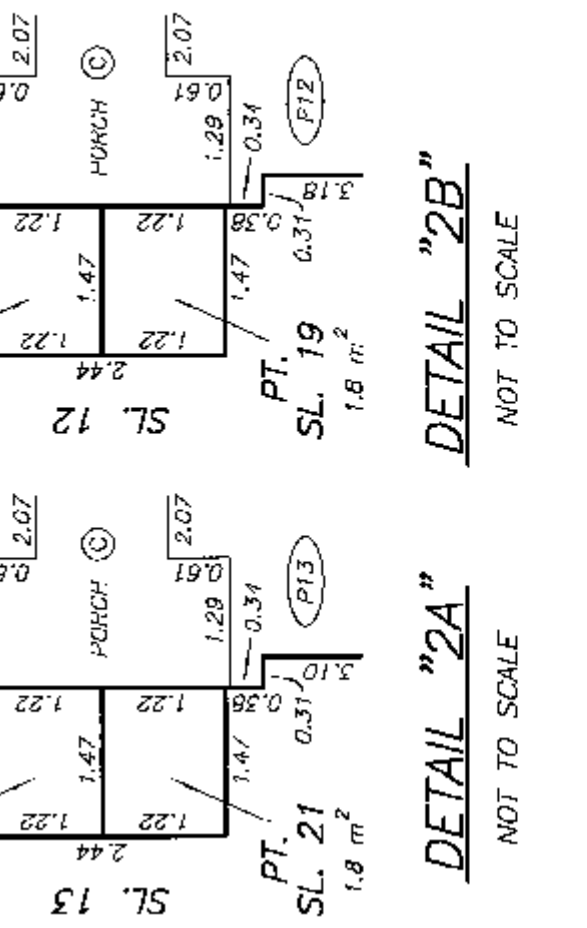 2.07
2.07
0.61
PORCH C
1.29
0.34
P12
1.22
1.22
0.38
0.31
3.18
1.47
1.47
1.22
1.22
2.44
SL. 12
PT.
SL. 19
1.8 m²
DETAIL "2B"
NOT TO SCALE
2.07
2.07
0.61
PORCH C
1.29
0.34
P13
1.22
1.22
0.38
0.31
3.10
1.47
1.47
1.22
1.22
2.44
SL. 13
PT.
SL. 21
1.8 m²
DETAIL "2A"
NOT TO SCALE